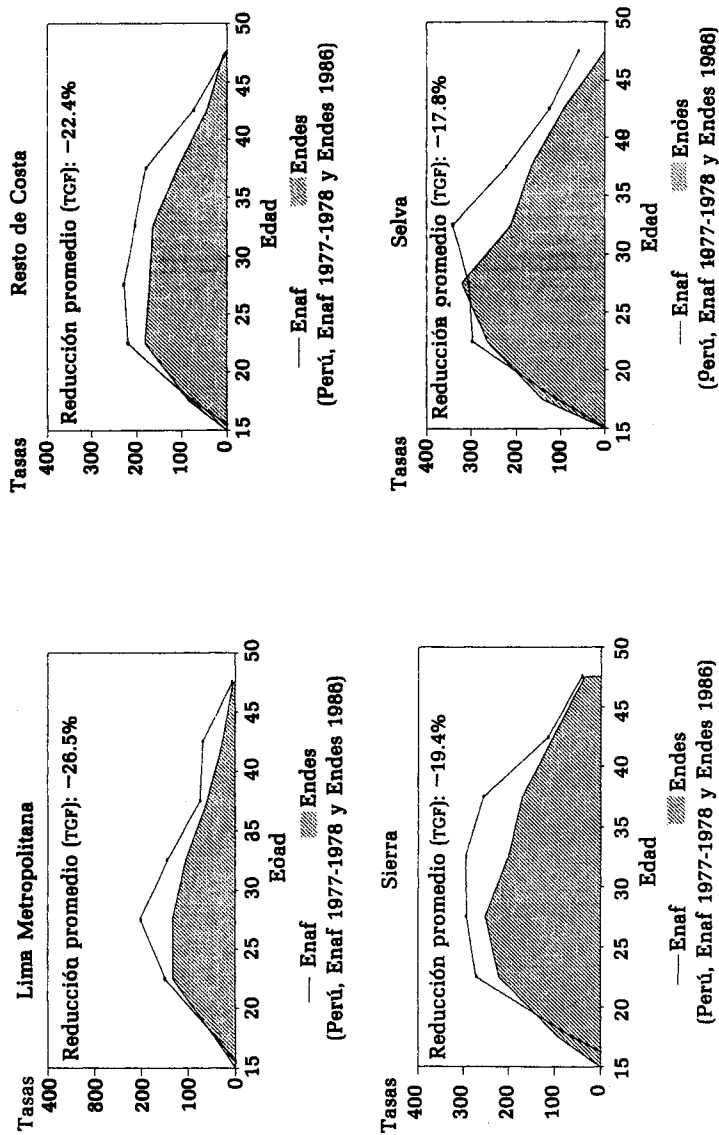 Lima Metropolitana
Tasas
400
800
200
100
0
Reducción promedio (TGF): −26.5%
15 20 25 30 35 40 45 50
Eóad
Enaf Endes
(Perú, Enaf 1977-1978 y Endes 1986)
Resto de Costa
Tasas
400
300
200
100
0
Reducción promedio (TGF): −22.4%
15 20 25 30 35 40 45 50
Edad
Enaf Endes
(Perú, Enaf 1977-1978 y Endes 1986)
Sierra
Tasas
400
300
200
100
0
Reducción promedio (TGF): −19.4%
15 20 25 30 35 40 45 50
Edad
Enaf Endes
(Perú, Enaf 1977-1978 y Endes 1986)
Selva
Tasas
400
300
200
100
0
Reducción promedio (TGF): −17.8%
15 20 25 30 35 40 45 50
Edad
Enaf Endes
(Perú, Enaf 1977-1978 y Endes 1986)